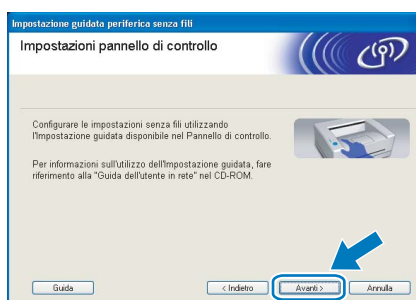 Impostazione guidata periferica senza fili
Impostazioni pannello di controllo
Configurare le impostazioni senza fili utilizzando
l'Impostazione guidata disponibile nel Pannello di controllo.
Per informazioni sull'utilizzo dell'Impostazione guidata, fare
riferimento alla "Guida dell'utente in rete" nel CD-ROM.
Guida
< Indietro
Avanti >
Annulla